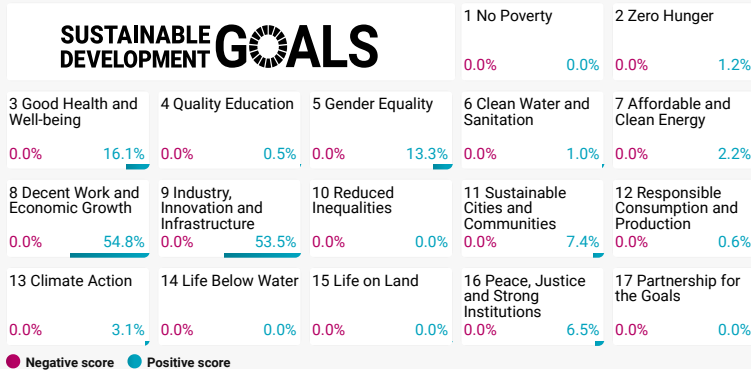 SUSTAINABLE DEVELOPMENT GOALS
1 No Poverty
0.0% 0.0%
2 Zero Hunger
0.0% 1.2%
3 Good Health and
Well-being
0.0% 16.1%
4 Quality Education
0.0% 0.5%
5 Gender Equality
0.0% 13.3%
6 Clean Water and
Sanitation
0.0% 1.0%
7 Affordable and
Clean Energy
0.0% 2.2%
8 Decent Work and
Economic Growth
0.0% 54.8%
9 Industry,
Innovation and
Infrastructure
0.0% 53.5%
10 Reduced
Inequalities
0.0% 0.0%
11 Sustainable
Cities and
Communities
0.0% 7.4%
12 Responsible
Consumption and
Production
0.0% 0.6%
13 Climate Action
0.0% 3.1%
14 Life Below Water
0.0% 0.0%
15 Life on Land
0.0% 0.0%
16 Peace, Justice
and Strong
Institutions
0.0% 6.5%
17 Partnership for
the Goals
0.0% 0.0%
Negative score Positive score